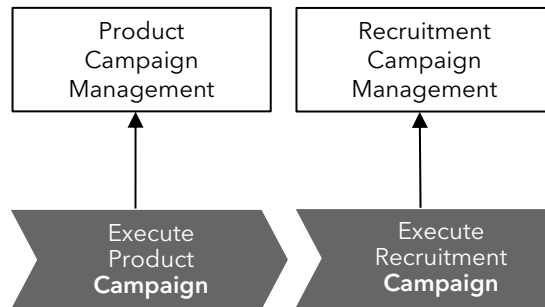 Product
Campaign
Management
Recruitment
Campaign
Management
Execute
Product
Campaign
Execute
Recruitment
Campaign